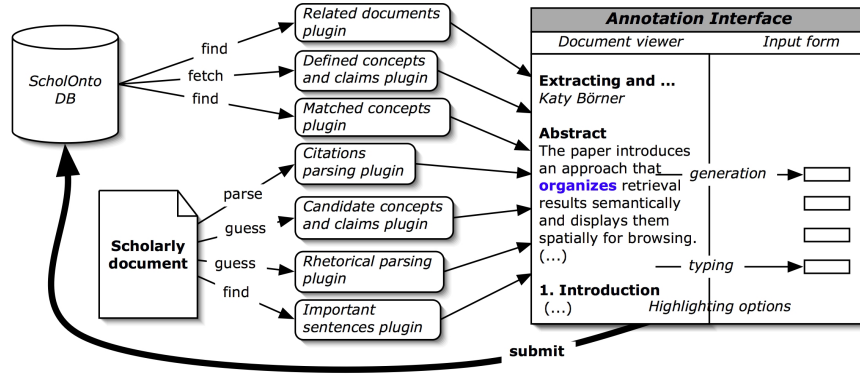 ScholOnto
DB
find
fetch
find
Related documents
plugin
Defined concepts
and claims plugin
Matched concepts
plugin
Scholarly
document
parse
guess
guess
find
Citations
parsing plugin
Candidate concepts
and claims plugin
Rhetorical parsing
plugin
Important
sentences plugin
Annotation Interface
Document viewer
Input form
Extracting and ...
Katy Börner
Abstract
The paper introduces
an approach that
organizes retrieval
results semantically
and displays them
spatially for browsing.
(...)
1. Introduction
(...)
generation
typing
Highlighting options
submit